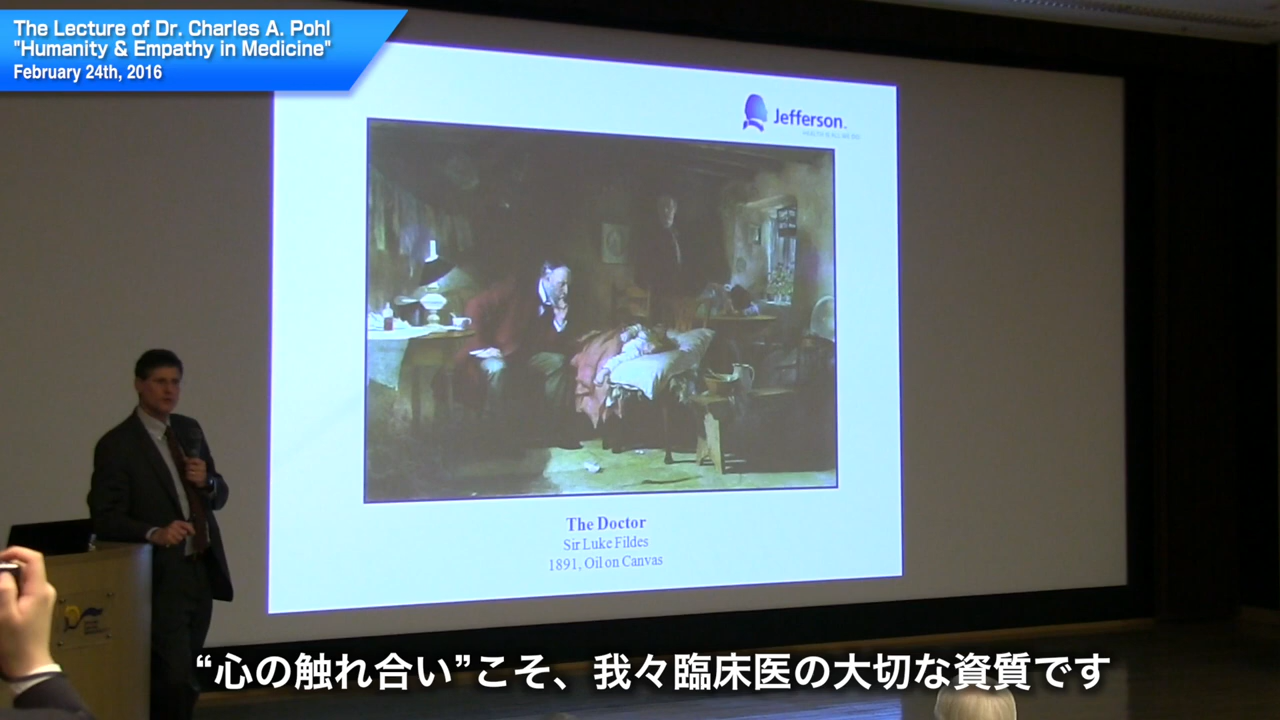 The Lecture of Dr. Charles A. Pohl
"Humanity & Empathy in Medicine"
February 24th, 2016
Jefferson.
The Doctor
Sir Luke Fildes
1891, Oil on Canvas
“心の触れ合い”こそ、我々臨床医の大切な資質です